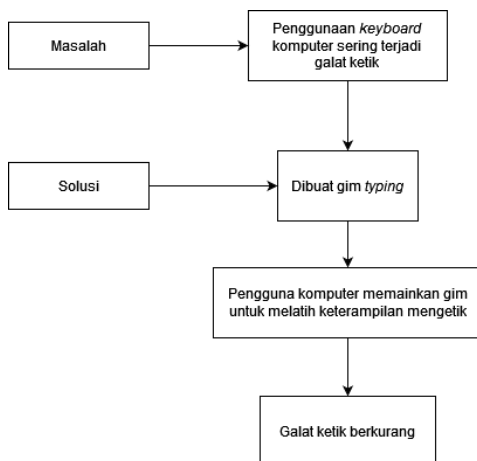 Masalah
Penggunaan keyboard
komputer sering terjadi
galat ketik
Solusi
Dibuat gim typing
Pengguna komputer memainkan gim
untuk melatih keterampilan mengetik
Galat ketik berkurang